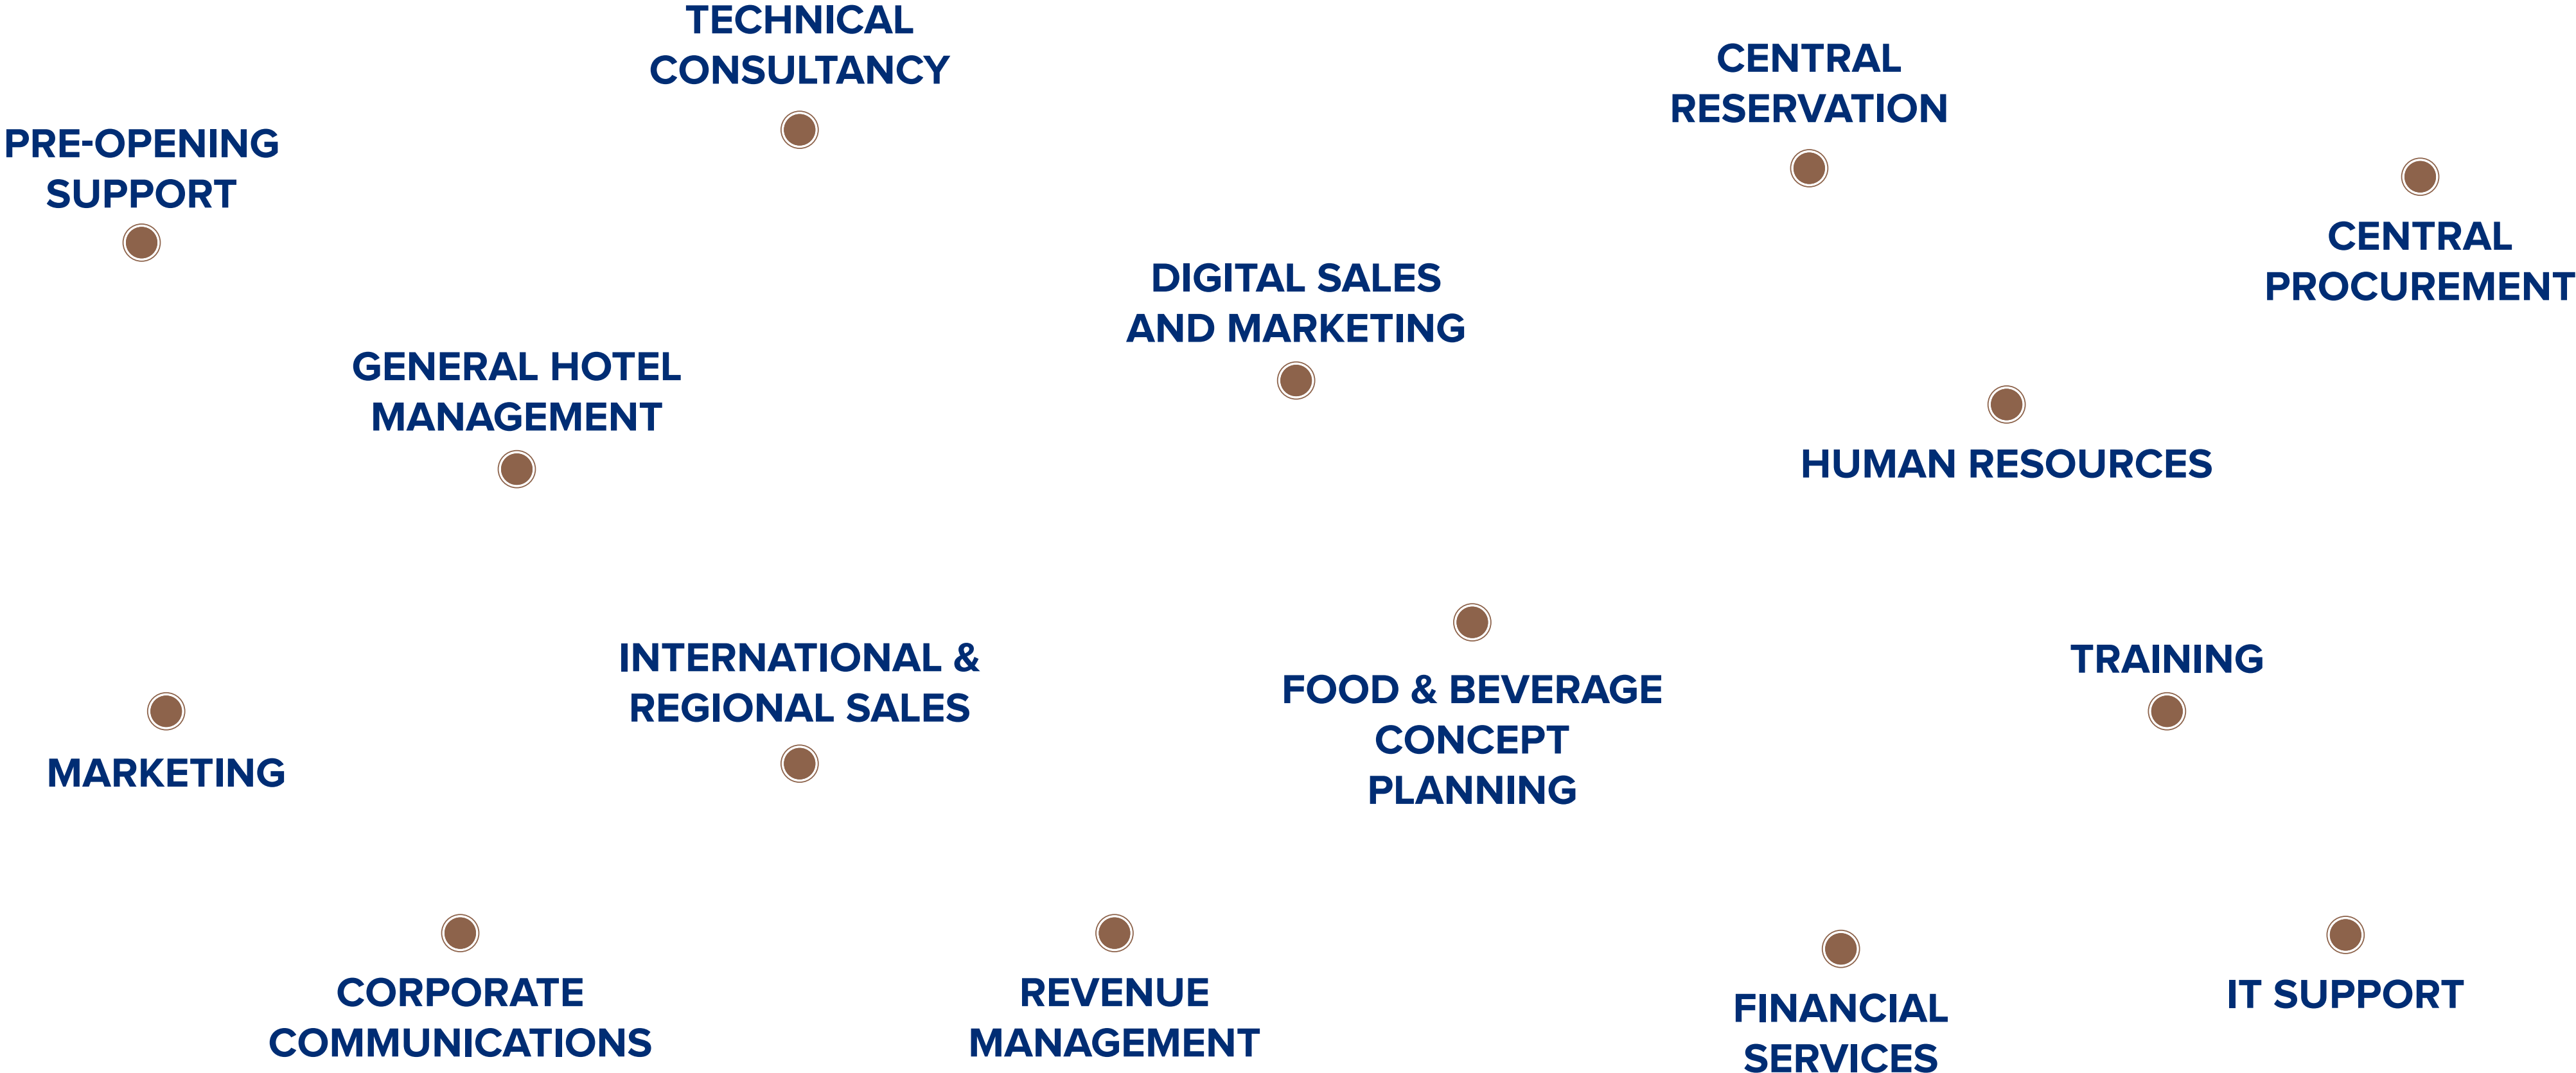 TECHNICAL
CONSULTANCY
CENTRAL
RESERVATION
PRE-OPENING
SUPPORT
CENTRAL
PROCUREMENT
DIGITAL SALES
AND MARKETING
GENERAL HOTEL
MANAGEMENT
HUMAN RESOURCES
INTERNATIONAL &
REGIONAL SALES
TRAINING
FOOD & BEVERAGE
CONCEPT
PLANNING
MARKETING
CORPORATE
COMMUNICATIONS
REVENUE
MANAGEMENT
FINANCIAL
SERVICES
IT SUPPORT